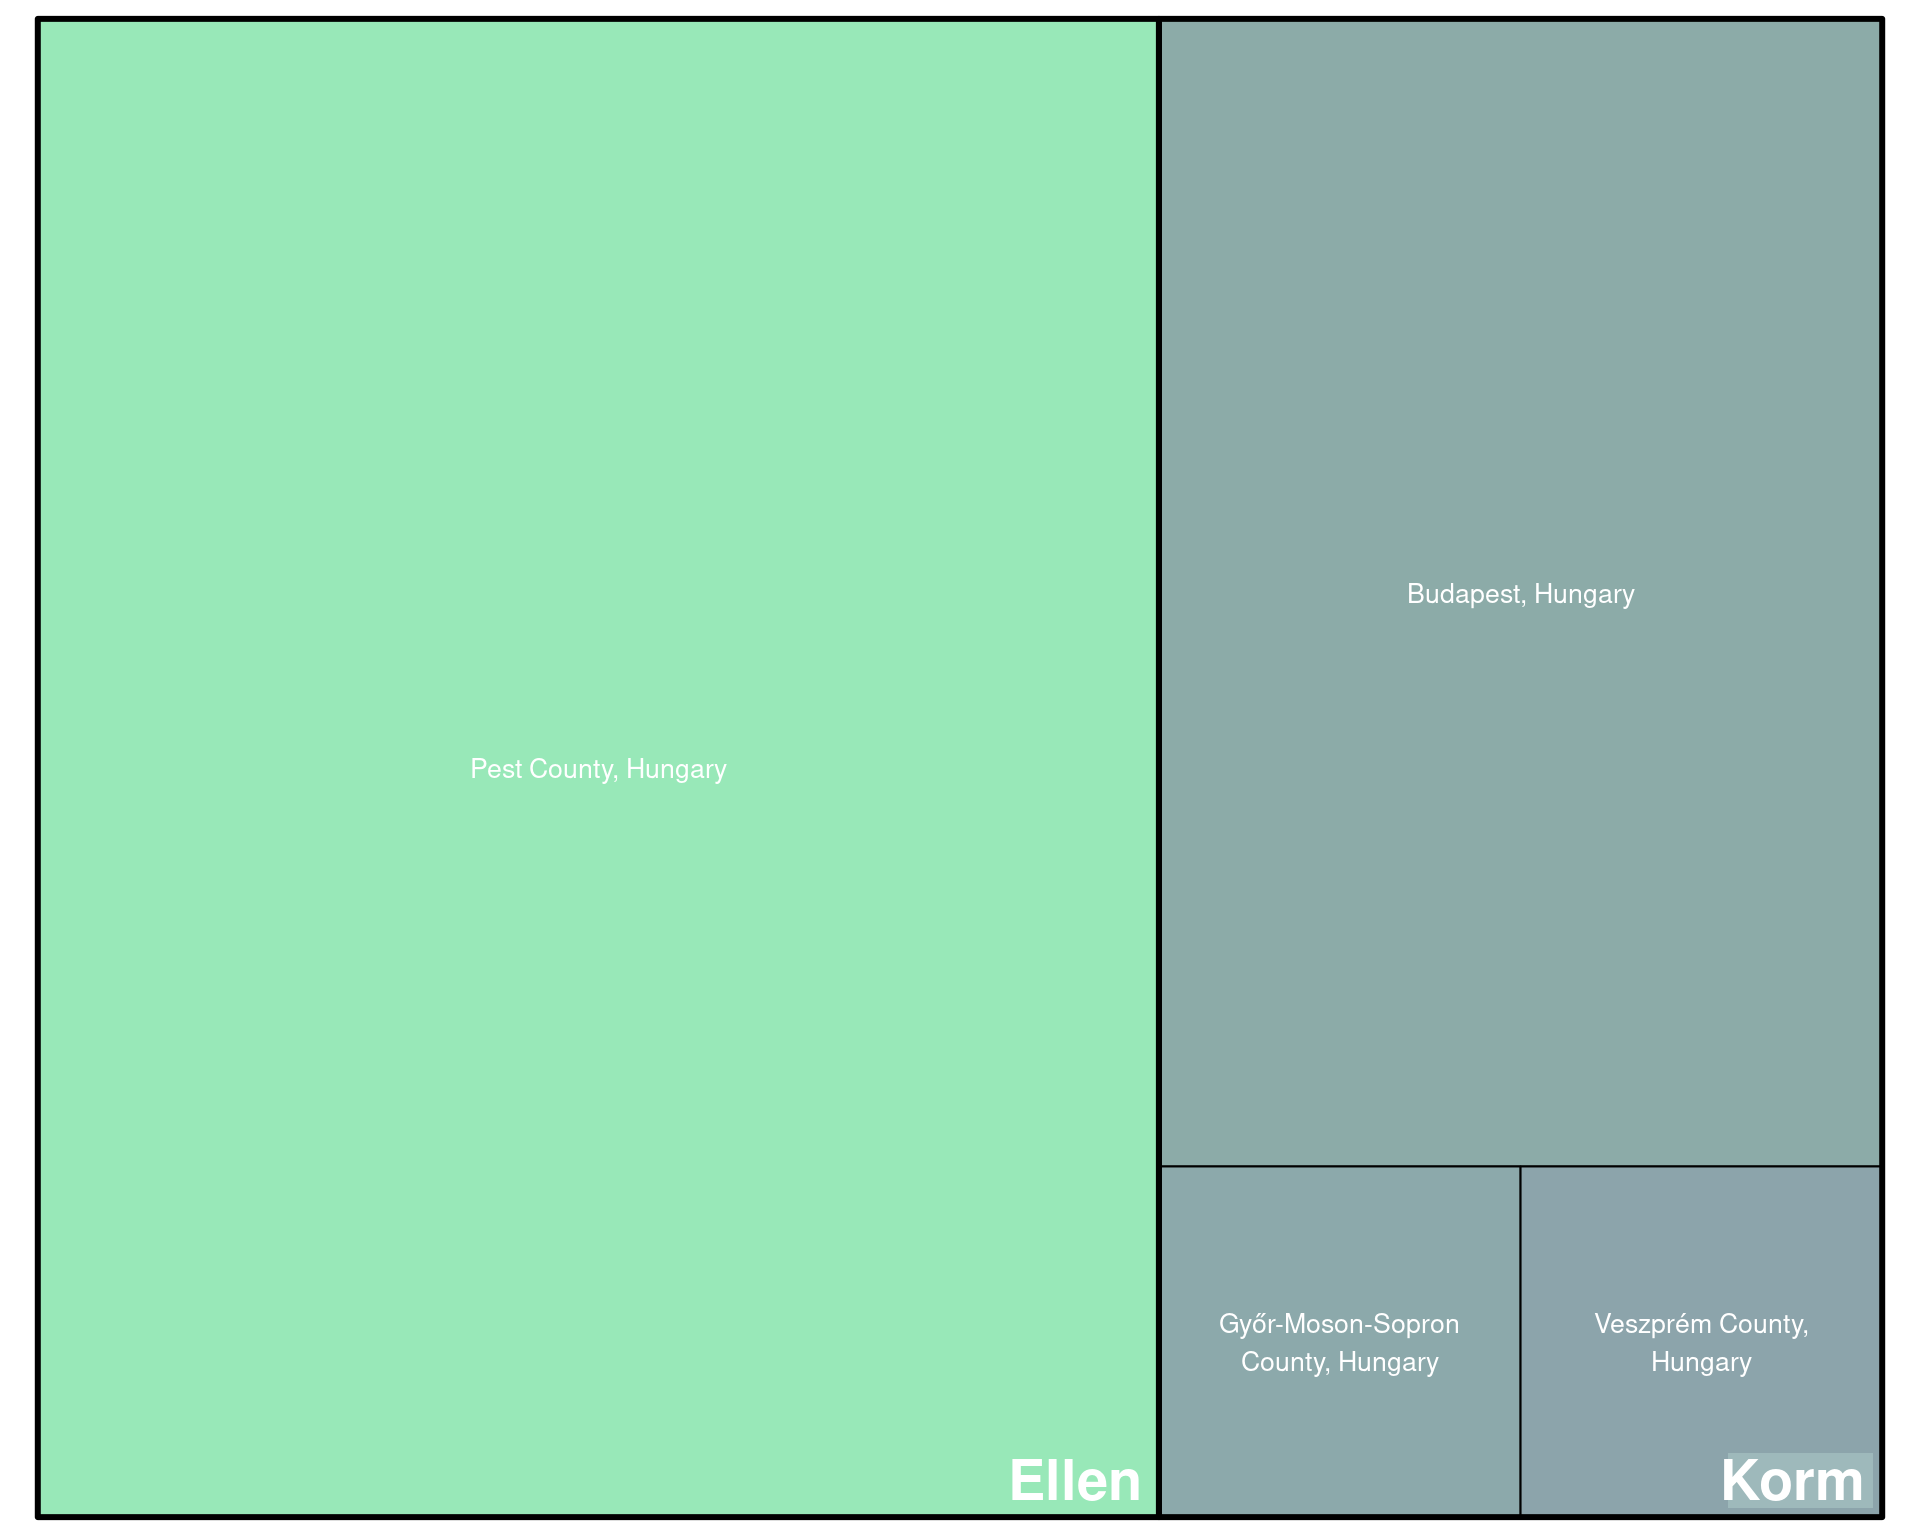 Pest County, Hungary
Ellen
Budapest, Hungary
Győr-Moson-Sopron
County, Hungary
Veszprém County,
Hungary
Korm